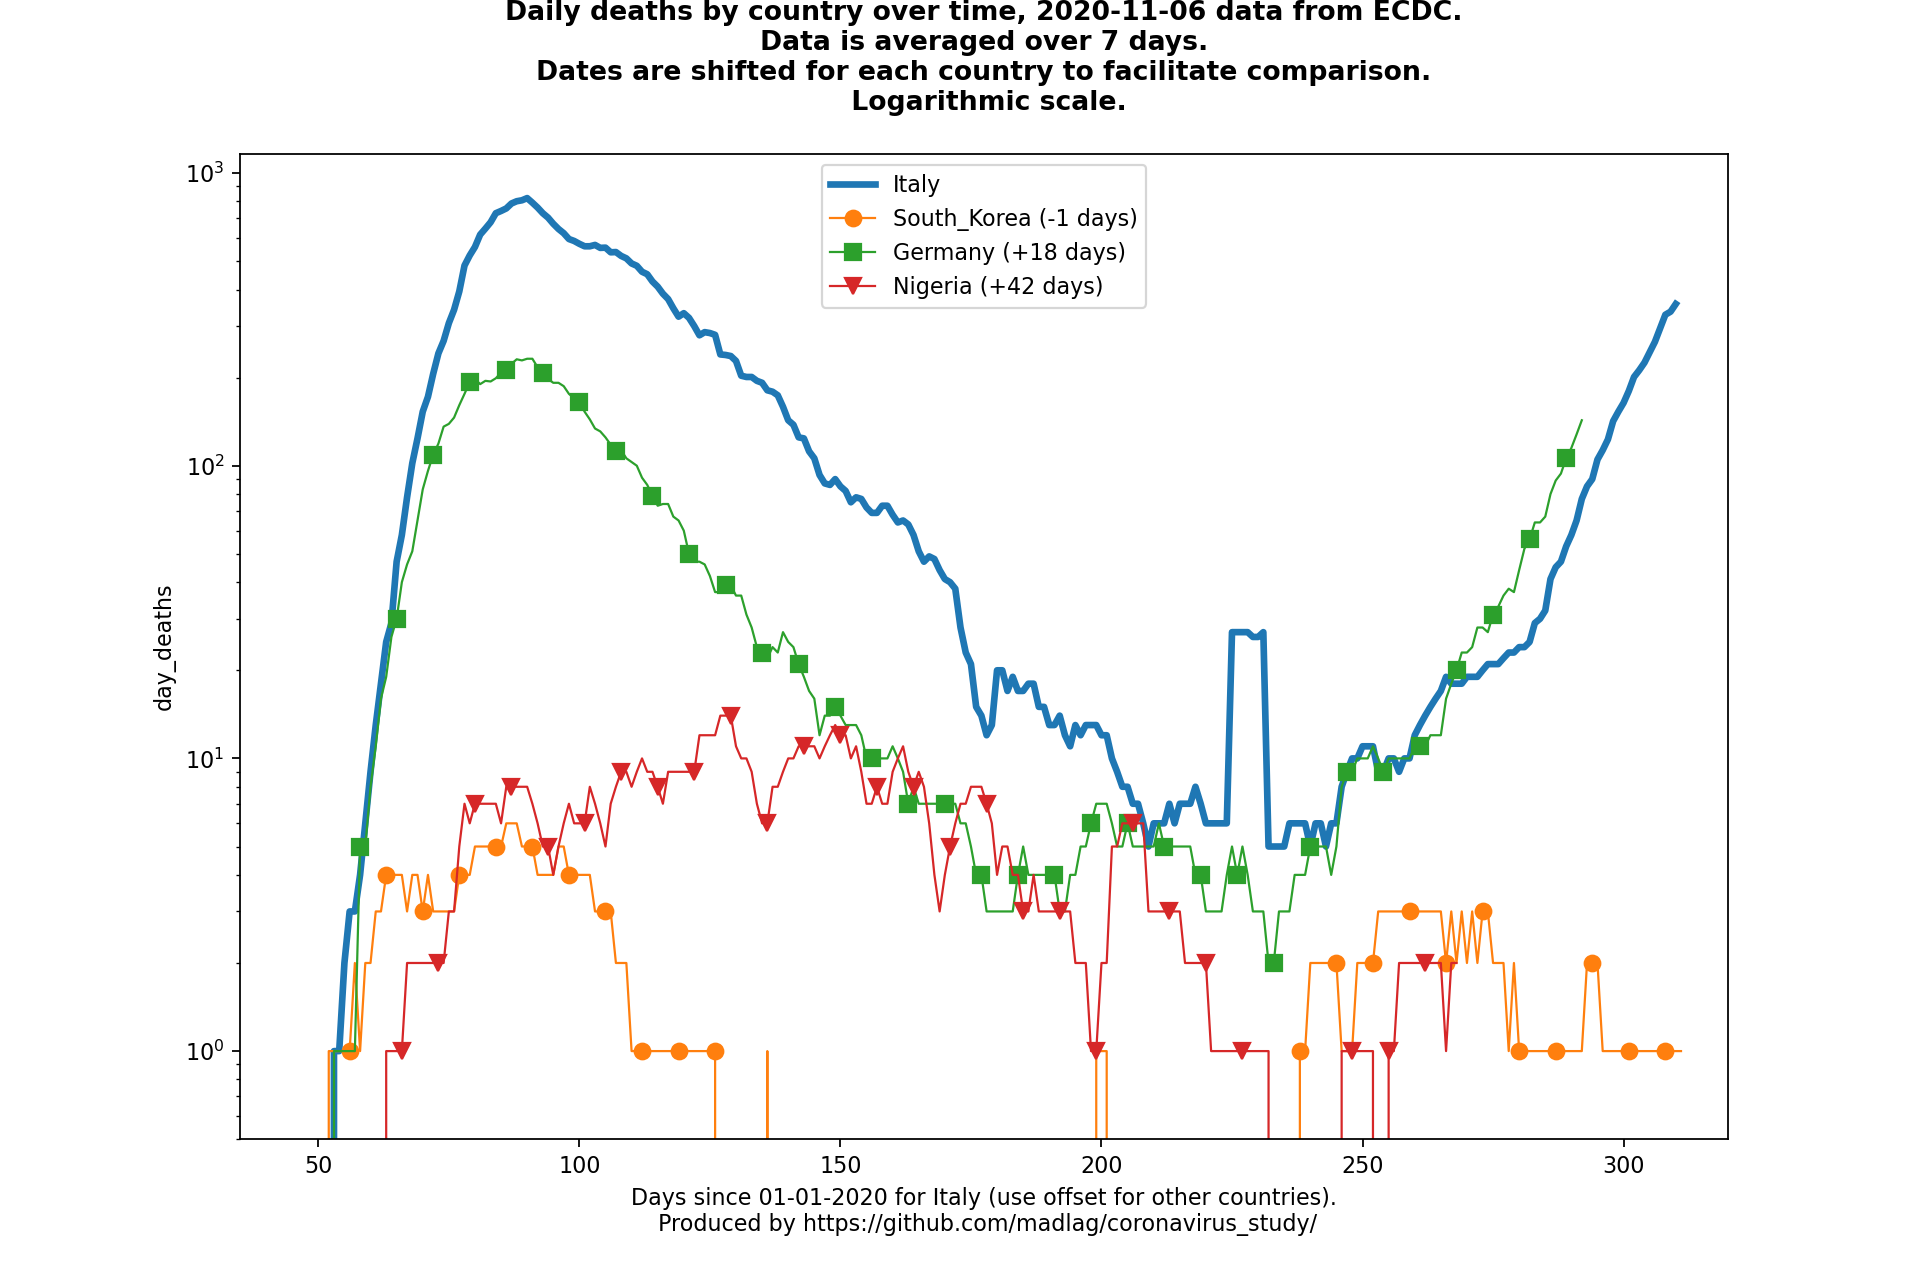 Daily deaths by country over time, 2020-11-06 data from ECDC.
Data is averaged over 7 days.
Dates are shifted for each country to facilitate comparison.
Logarithmic scale.
10³
Italy
South_Korea (-1 days)
Germany (+18 days)
Nigeria (+42 days)
10²
day_deaths
10¹
10⁰
50 100 150 200 250 300
Days since 01-01-2020 for Italy (use offset for other countries).
Produced by https://github.com/madlag/coronavirus_study/